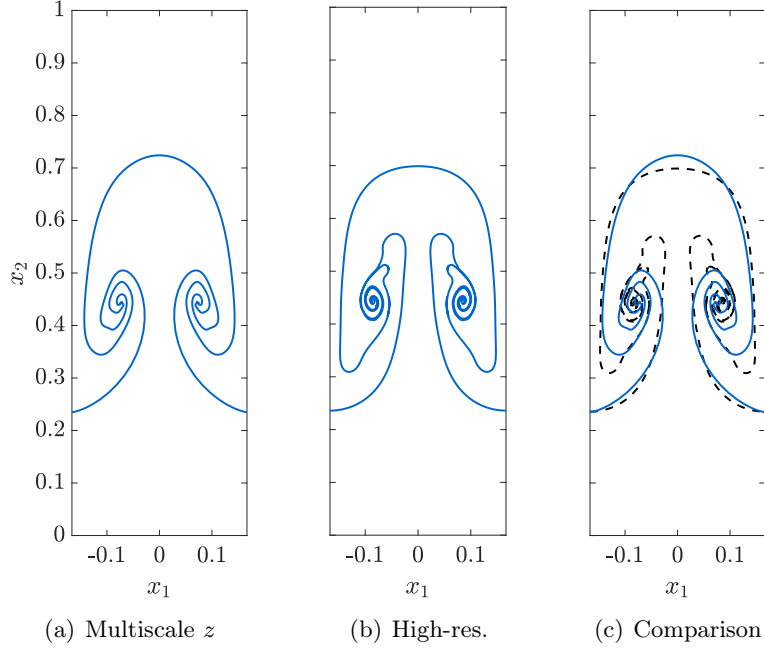 1
0.9
0.8
0.7
0.6
0.5
0.4
0.3
0.2
0.1
0
x₂
-0.1 0 0.1 -0.1 0 0.1 -0.1 0 0.1
x₁ x₁ x₁
(a) Multiscale z (b) High-res. (c) Comparison